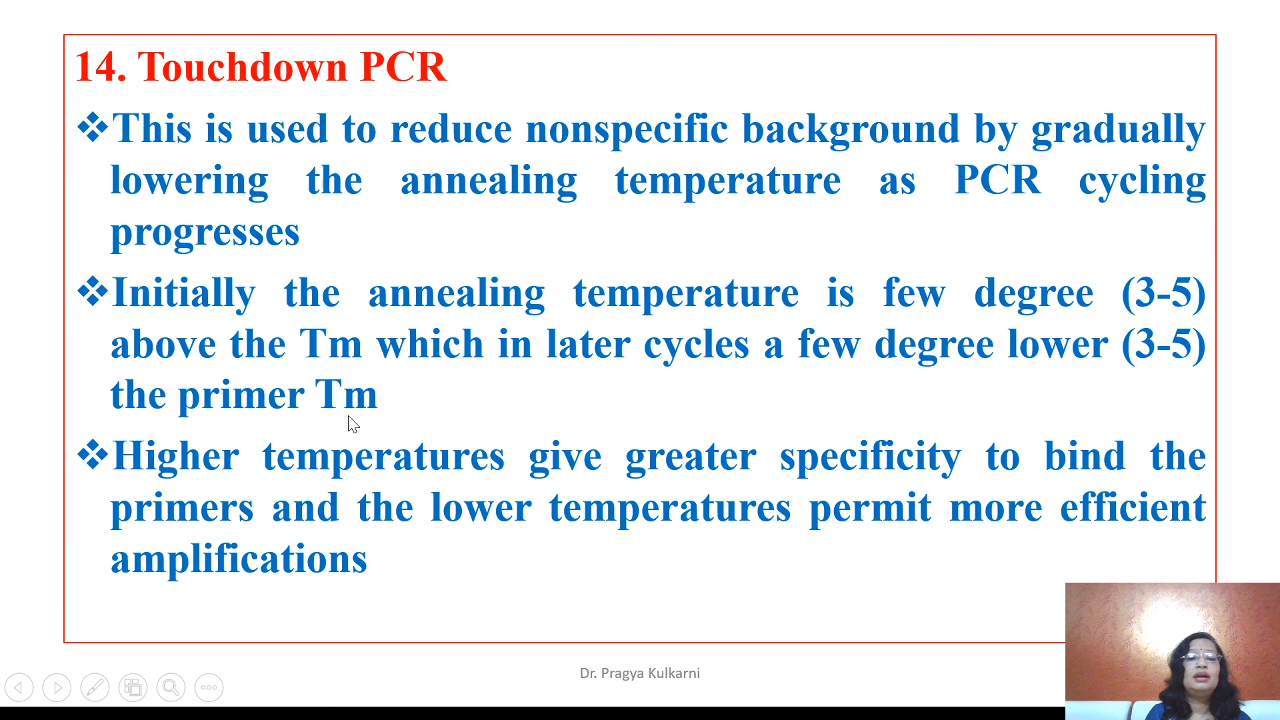 14. Touchdown PCR
❖This is used to reduce nonspecific background by gradually
lowering the annealing temperature as PCR cycling
progresses
❖Initially the annealing temperature is few degree (3-5)
above the Tm which in later cycles a few degree lower (3-5)
the primer Tm
❖Higher temperatures give greater specificity to bind the
primers and the lower temperatures permit more efficient
amplifications
Dr. Pragya Kulkarni